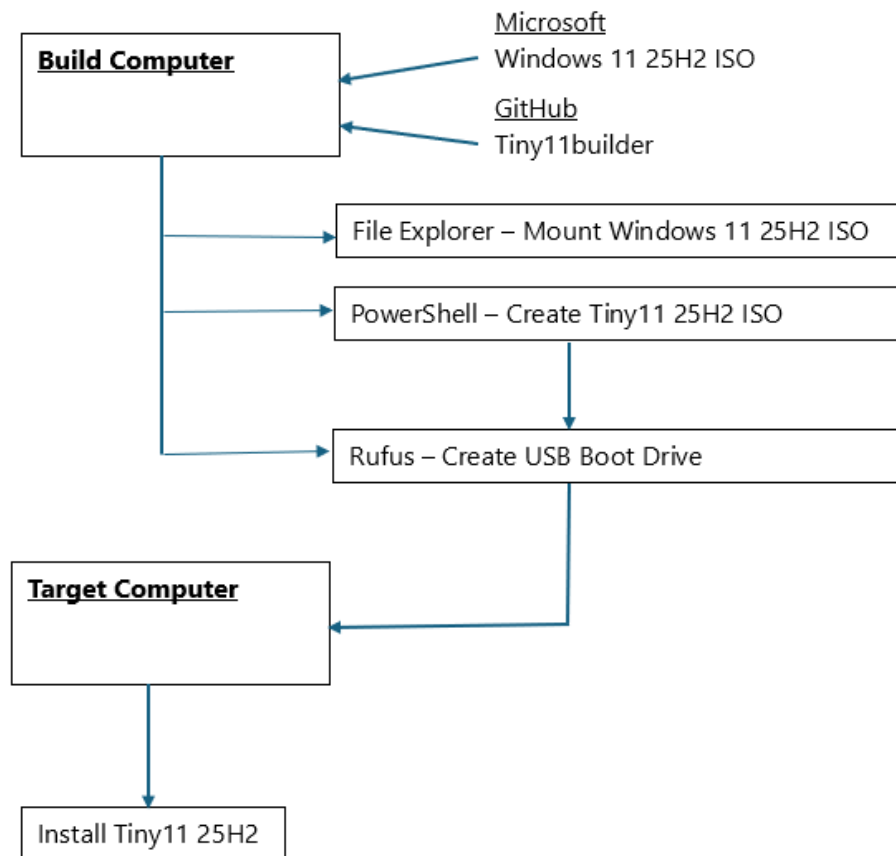 Build Computer
Microsoft
Windows 11 25H2 ISO
GitHub
Tiny11builder
File Explorer – Mount Windows 11 25H2 ISO
PowerShell – Create Tiny11 25H2 ISO
Rufus – Create USB Boot Drive
Target Computer
Install Tiny11 25H2